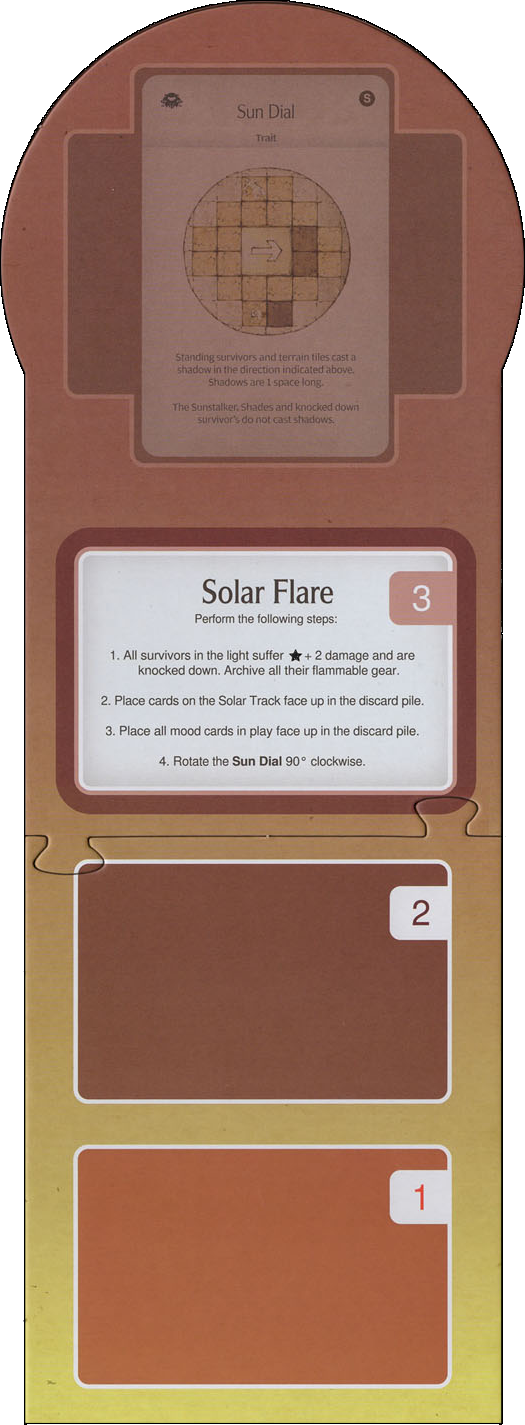 S
Sun Dial
Trait
Standing survivors and terrain tiles cast a
shadow in the direction indicated above.
Shadows are 1 space long.
The Sunstalker, Shades and knocked down
survivor's do not cast shadows.
3
Solar Flare
Perform the following steps:
1. All survivors in the light suffer ★+ 2 damage and are
knocked down. Archive all their flammable gear.
2. Place cards on the Solar Track face up in the discard pile.
3. Place all mood cards in play face up in the discard pile.
4. Rotate the Sun Dial 90° clockwise.
2
1